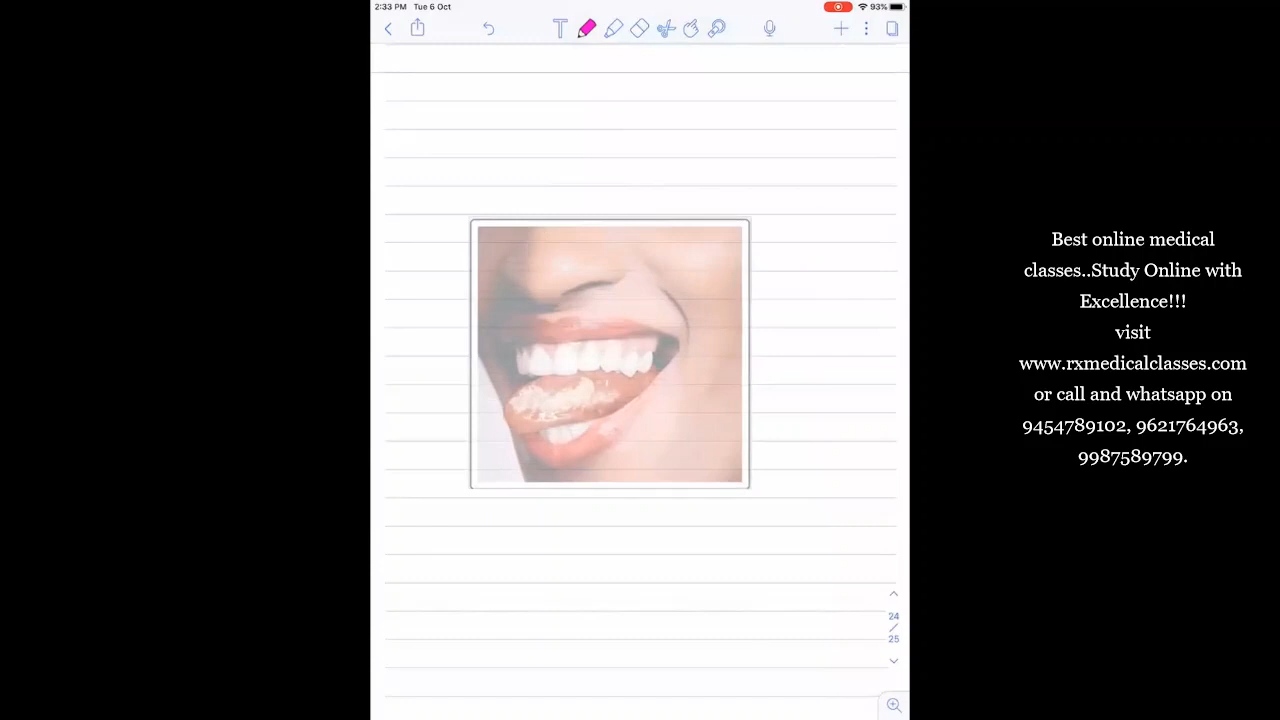 2:33 PM Tue 6 Oct
93%
T
24
/
25
Best online medical
classes..Study Online with
Excellence!!!
visit
www.rxmedicalclasses.com
or call and whatsapp on
9454789102, 9621764963,
9987589799.